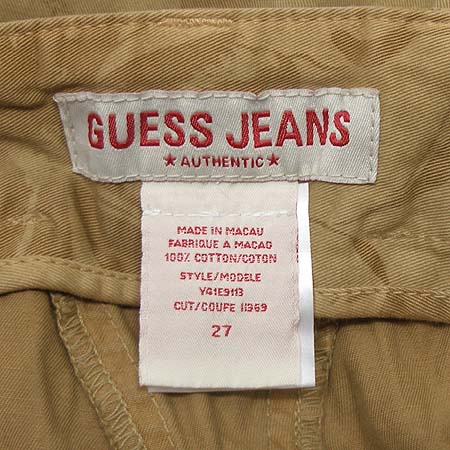 GUESS JEANS
★ AUTHENTIC ★
MADE IN MACAU
FABRIQUE A MACAO
100% COTTON/COTON
STYLE/MODELE
Y41E9113
CUT/COUPE 11369
27